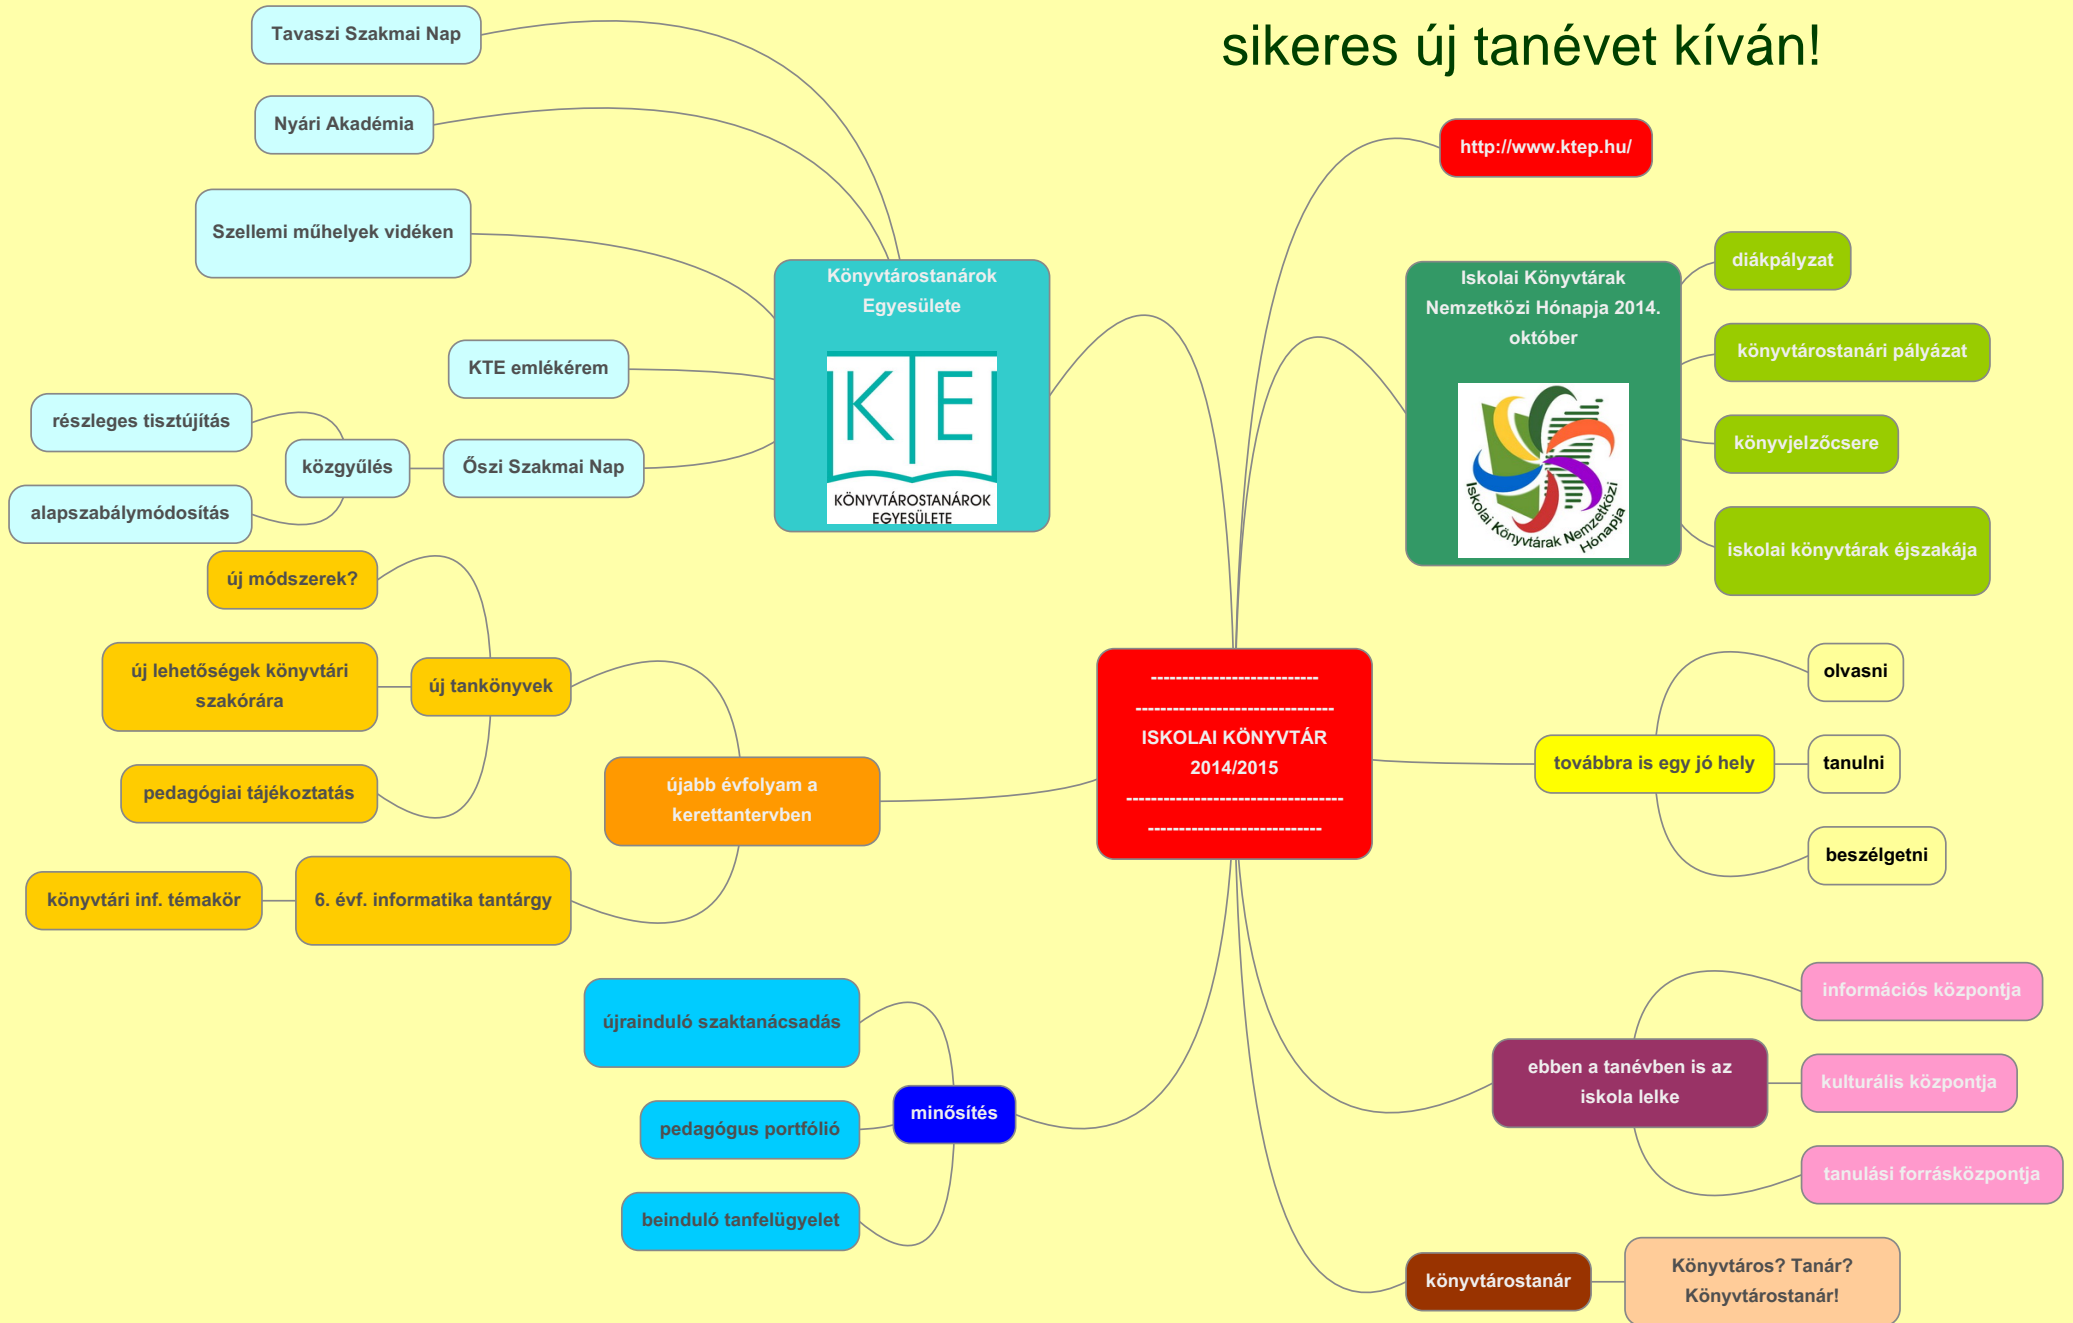 sikeres új tanévet kíván!
Tavaszi Szakmai Nap
Nyári Akadémia
Szellemi műhelyek vidéken
KTE emlékérem
részleges tisztújítás
közgyűlés
Őszi Szakmai Nap
alapszabálymódosítás
Könyvtárostanárok
Egyesülete
KTE
KÖNYVTÁROSTANÁROK
EGYESÜLETE
http://www.ktep.hu/
Iskolai Könyvtárak
Nemzetközi Hónapja 2014.
október
Iskolai Könyvtárak Nemzetközi
Hónapja
diákpályzat
könyvtárostanári pályázat
könyvjelzőcsere
iskolai könyvtárak éjszakája
új módszerek?
új lehetőségek könyvtári
szakórára
új tankönyvek
pedagógiai tájékoztatás
újabb évfolyam a
kerettantervben
könyvtári inf. témakör
6. évf. informatika tantárgy
---------------------------
--------------------------------
ISKOLAI KÖNYVTÁR
2014/2015
-----------------------------------
----------------------------
továbbra is egy jó hely
olvasni
tanulni
beszélgetni
újrainduló szaktanácsadás
minősítés
pedagógus portfólió
beinduló tanfelügyelet
ebben a tanévben is az
iskola lelke
információs központja
kulturális központja
tanulási forrásközpontja
könyvtárostanár
Könyvtáros? Tanár?
Könyvtárostanár!